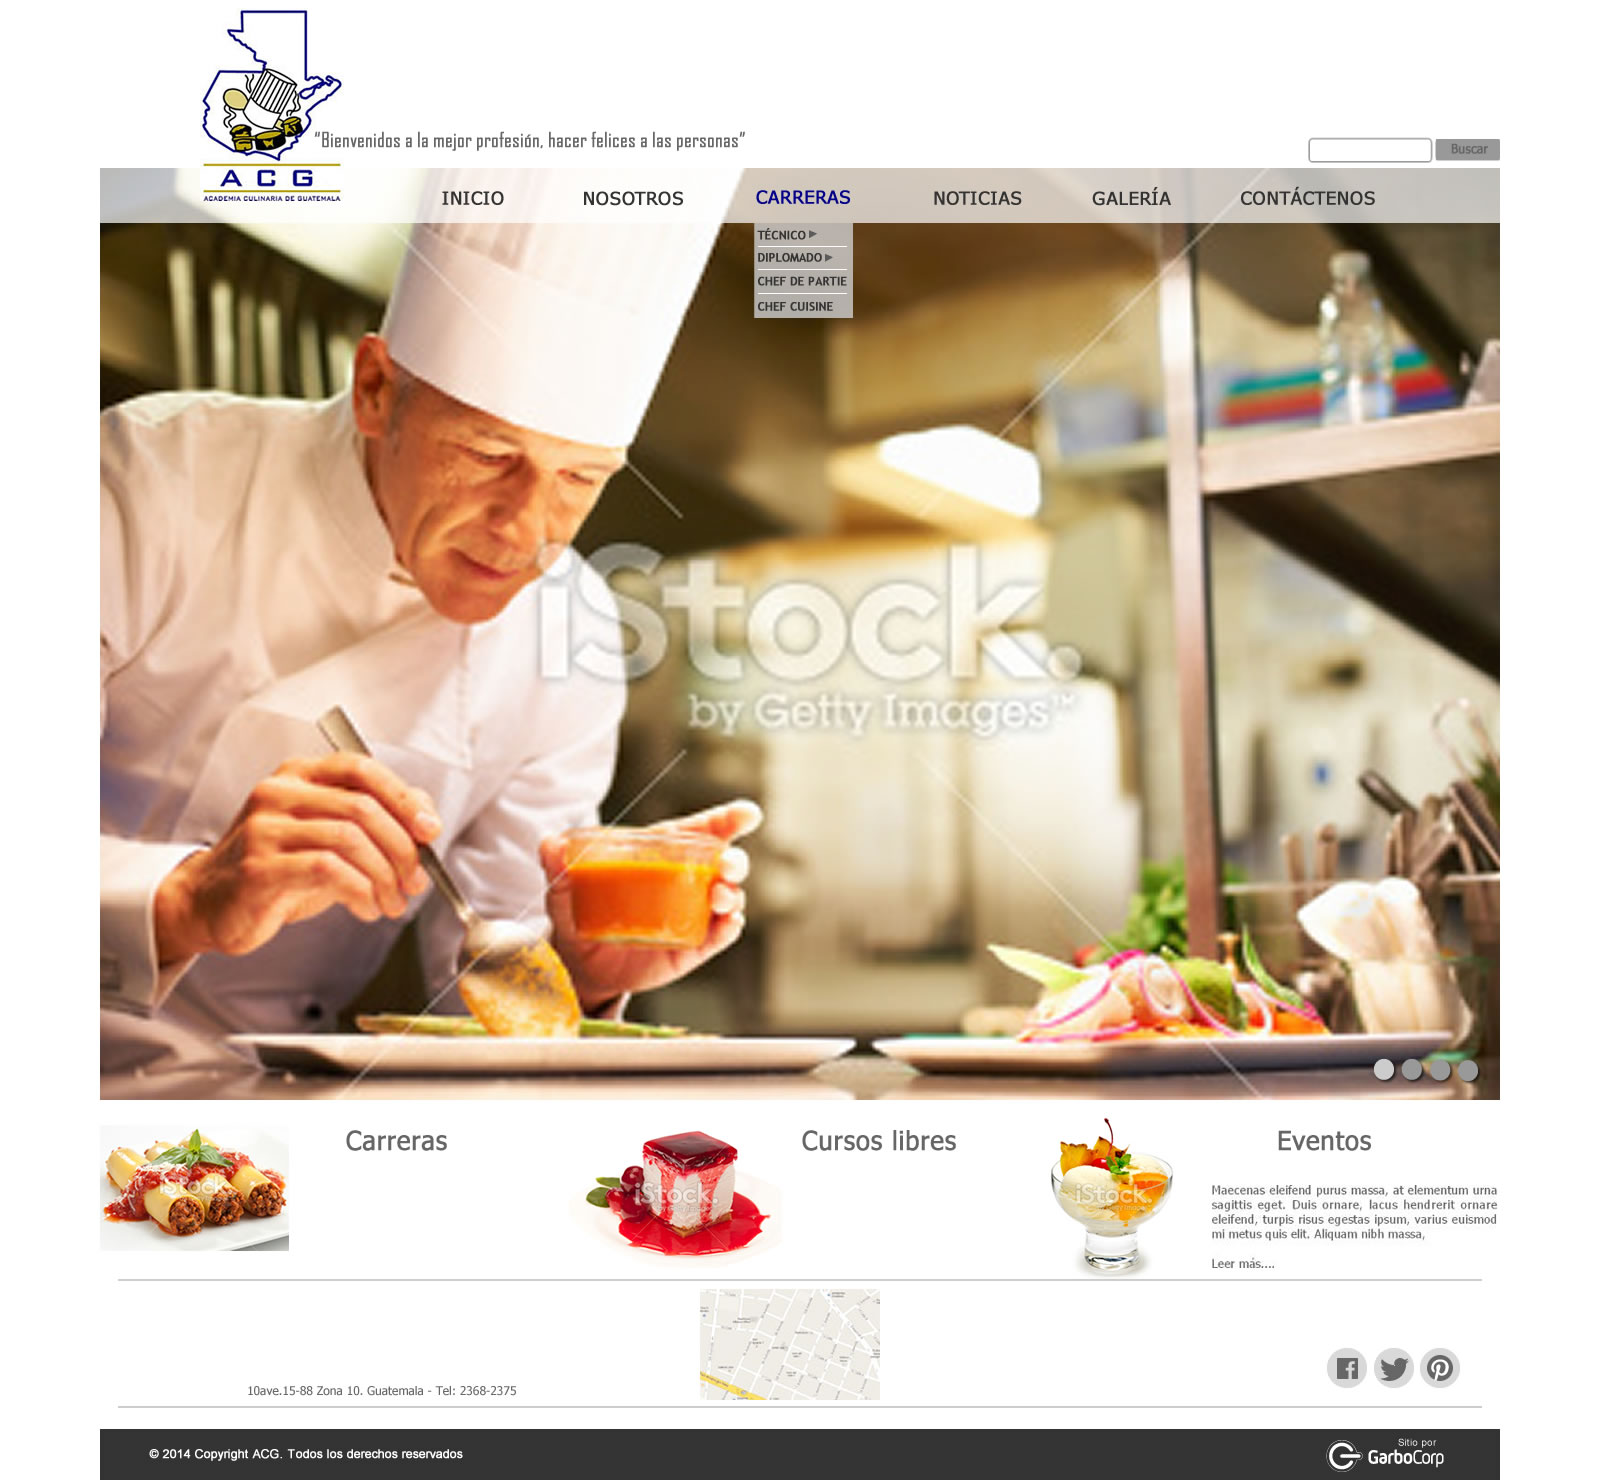 “Bienvenidos a la mejor profesión, hacer felices a las personas”
Buscar
ACG
ACADEMIA CULINARIA DE GUATEMALA
INICIO NOSOTROS CARRERAS NOTICIAS GALERÍA CONTÁCTENOS
TÉCNICO
DIPLOMADO
CHEF DE PARTIE
CHEF CUISINE
iStock.
by Getty Images™
Carreras
iStock.
Cursos libres
iStock.
Eventos
iStock.
Maecenas eleifend purus massa, at elementum urna
sagittis eget. Duis ornare, lacus hendrerit ornare
eleifend, turpis risus egestas ipsum, varius euismod
mi metus quis elit. Aliquam nibh massa,
Leer más....
10ave.15-88 Zona 10. Guatemala - Tel: 2368-2375
© 2014 Copyright ACG. Todos los derechos reservados
Sitio por
GarboCorp